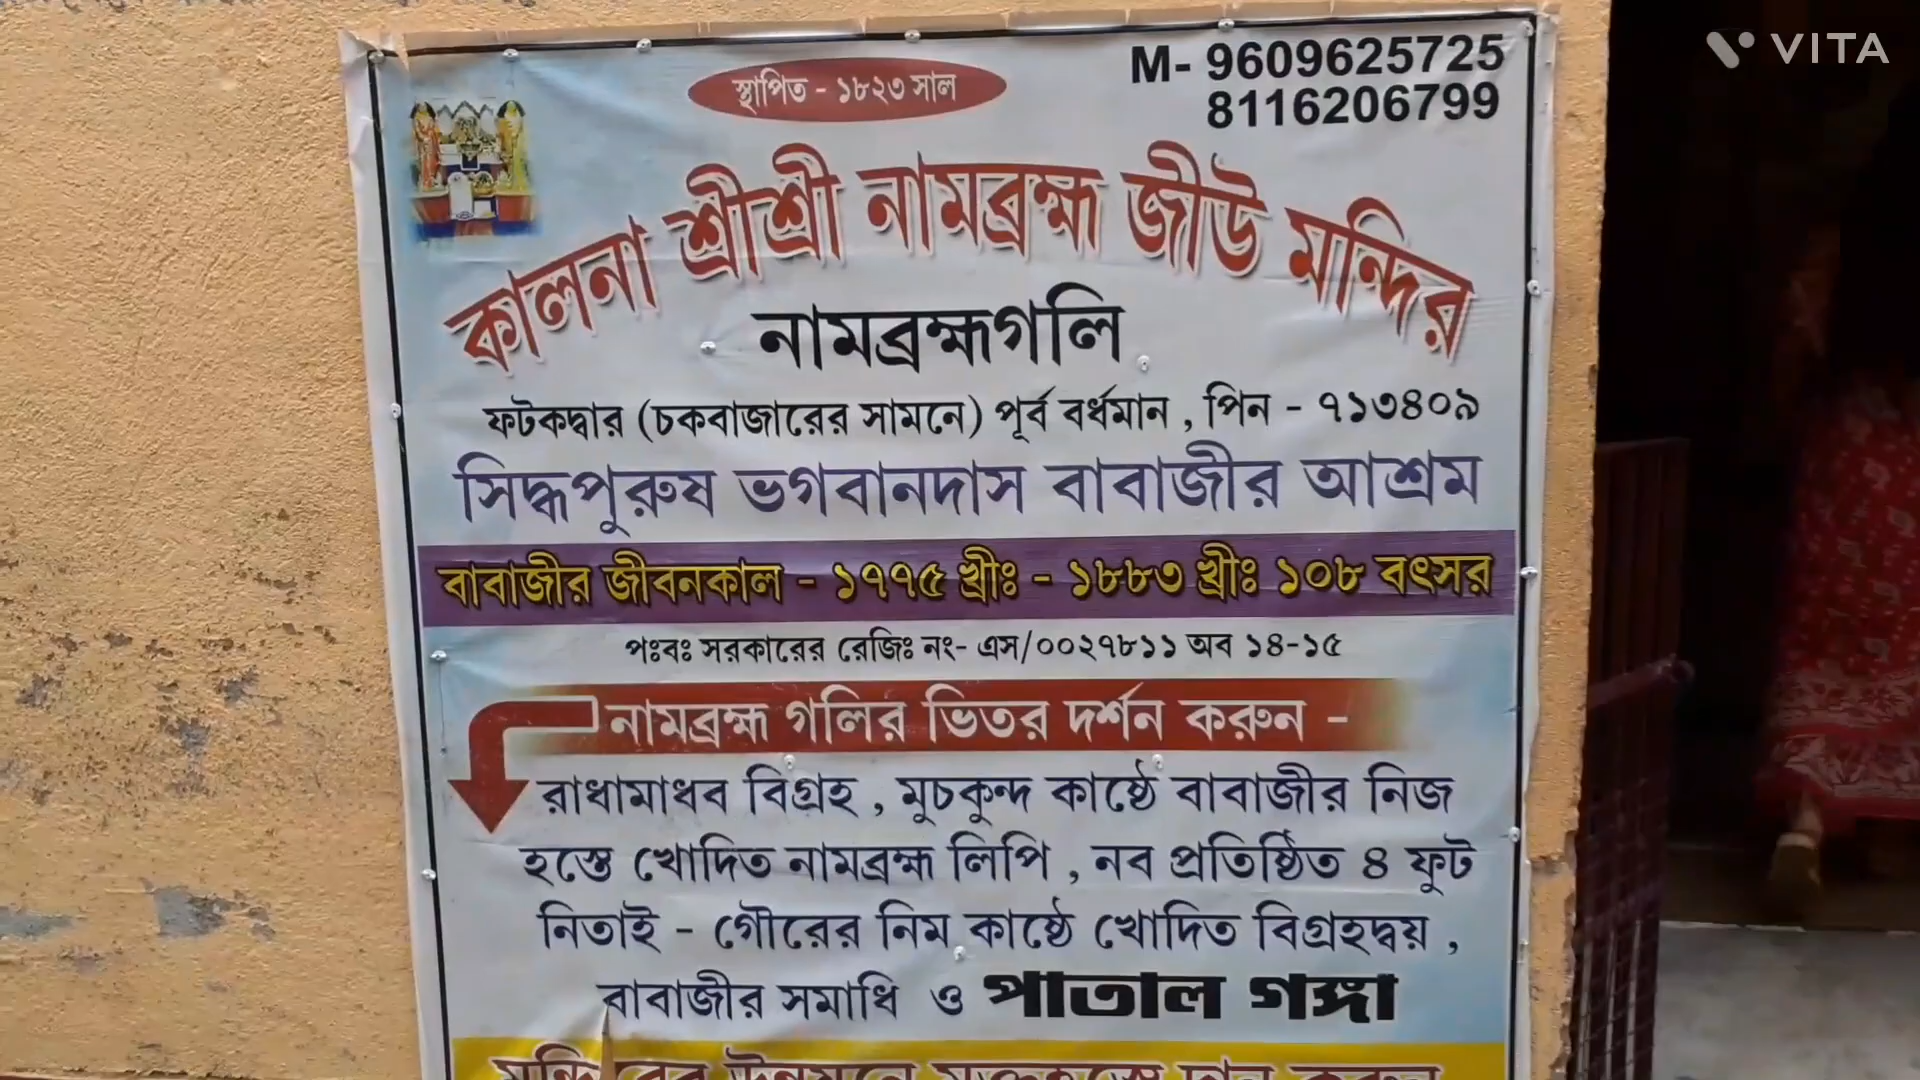 VITA
স্থাপিত - ১৮২৩ সাল
M- 9609625725
8116206799
কালনা শ্রীশ্রী নামব্রহ্ম জীউ মন্দির
নামব্রহ্মগলি
ফটকদ্বার (চকবাজারের সামনে) পূর্ব বর্ধমান , পিন - ৭১৩৪০৯
সিদ্ধপুরুষ ভগবানদাস বাবাজীর আশ্রম
বাবাজীর জীবনকাল - ১৭৭৫ খ্রীঃ - ১৮৮৩ খ্রীঃ ১০৮ বৎসর
পঃবঃ সরকারের রেজিঃ নং- এস/০০২৭৮১১ অব ১৪-১৫
নামব্রহ্ম গলির ভিতর দর্শন করুন -
রাধামাধব বিগ্রহ , মুচকুন্দ কাষ্ঠে বাবাজীর নিজ
হস্তে খোদিত নামব্রহ্ম লিপি , নব প্রতিষ্ঠিত ৪ ফুট
নিতাই - গৌরের নিম কাষ্ঠে খোদিত বিগ্রহদ্বয় ,
বাবাজীর সমাধি ও পাতাল গঙ্গা